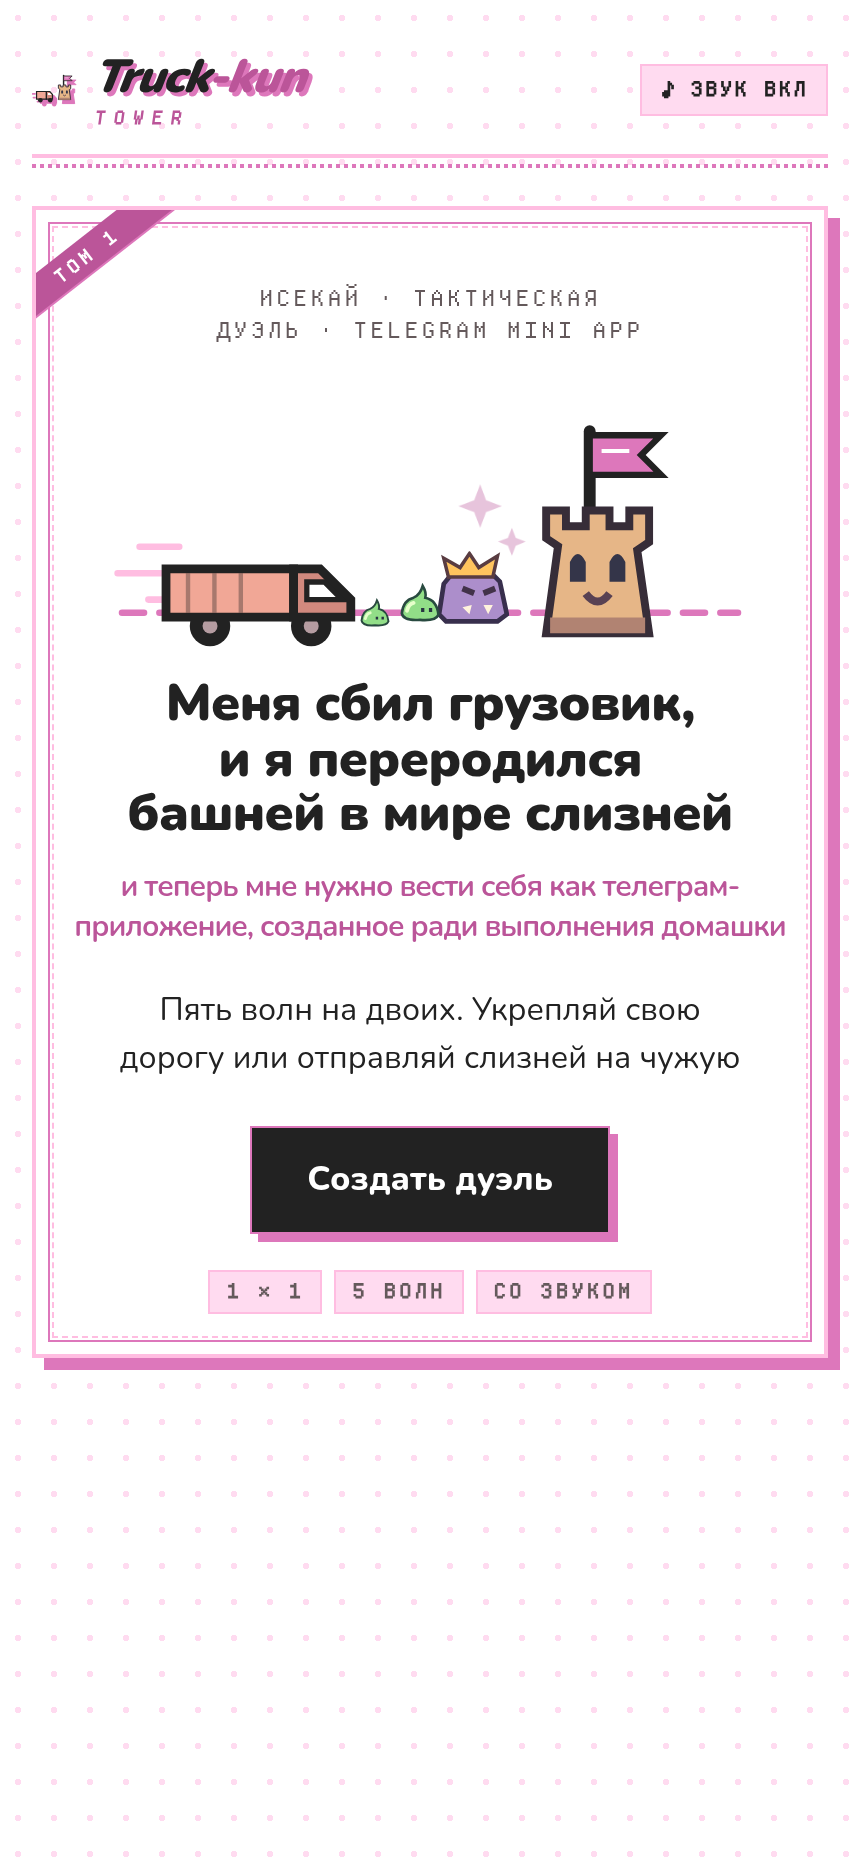 Truck-kun
TOWER
♪ ЗВУК ВКЛ
ТОМ 1
ИСЕКАЙ · ТАКТИЧЕСКАЯ
ДУЭЛЬ · TELEGRAM MINI APP
Меня сбил грузовик,
и я переродился
башней в мире слизней
и теперь мне нужно вести себя как телеграм-
приложение, созданное ради выполнения домашки
Пять волн на двоих. Укрепляй свою
дорогу или отправляй слизней на чужую
Создать дуэль
1 × 1
5 ВОЛН
СО ЗВУКОМ